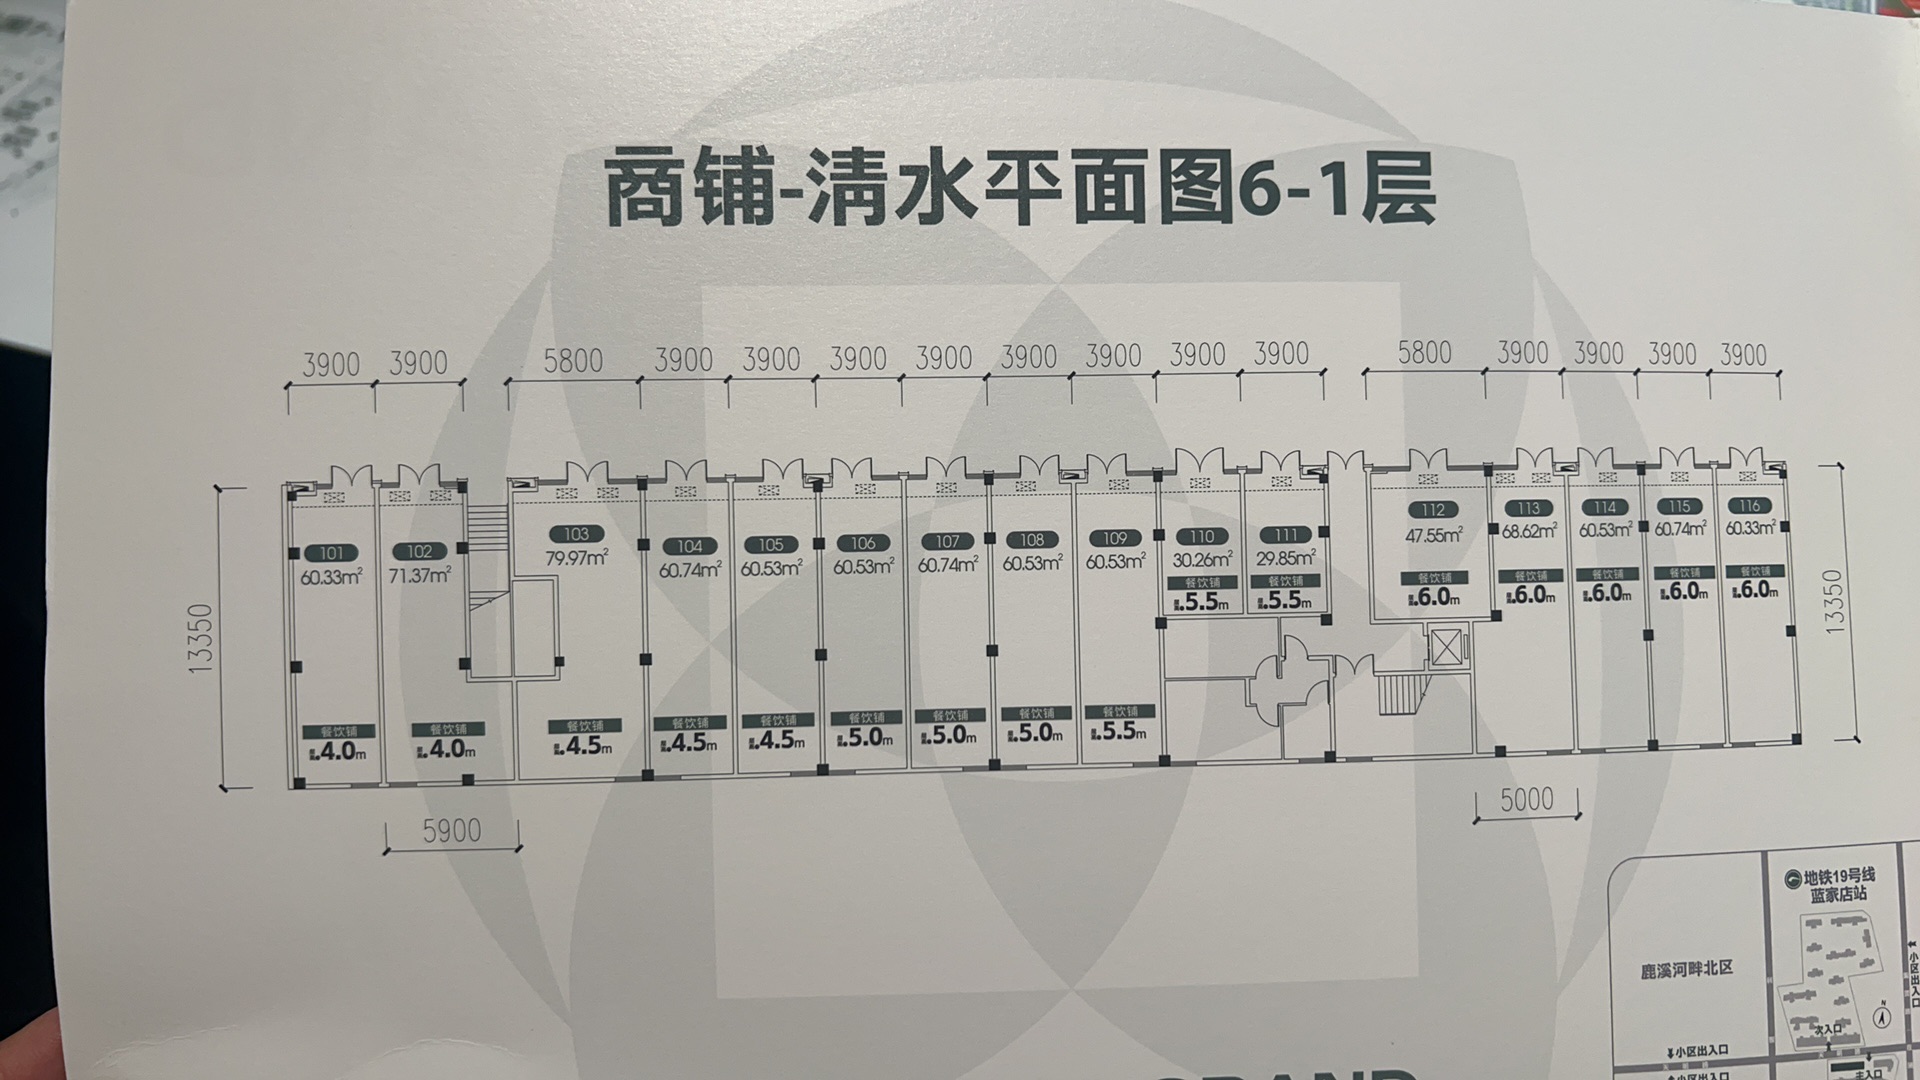 商铺-清水平面图6-1层
3900 3900 5800 3900 3900 3900 3900 3900 3900 3900 3900 5800 3900 3900 3900 3900
13350
101
60.33m²
餐饮铺
4.0m
102
71.37m²
餐饮铺
4.0m
103
79.97m²
餐饮铺
4.5m
104
60.74m²
餐饮铺
4.5m
105
60.53m²
餐饮铺
4.5m
106
60.53m²
餐饮铺
5.0m
107
60.74m²
餐饮铺
5.0m
108
60.53m²
餐饮铺
5.0m
109
60.53m²
餐饮铺
5.5m
110
30.26m²
餐饮铺
5.5m
111
29.85m²
餐饮铺
5.5m
112
47.55m²
餐饮铺
6.0m
113
68.62m²
餐饮铺
6.0m
114
60.53m²
餐饮铺
6.0m
115
60.74m²
餐饮铺
6.0m
116
60.33m²
餐饮铺
6.0m
13350
5900
5000
地铁19号线
蓝家店站
鹿溪河畔北区
小区出入口
N
次入口
小区出入口
主入口
小区出入口
GRAND